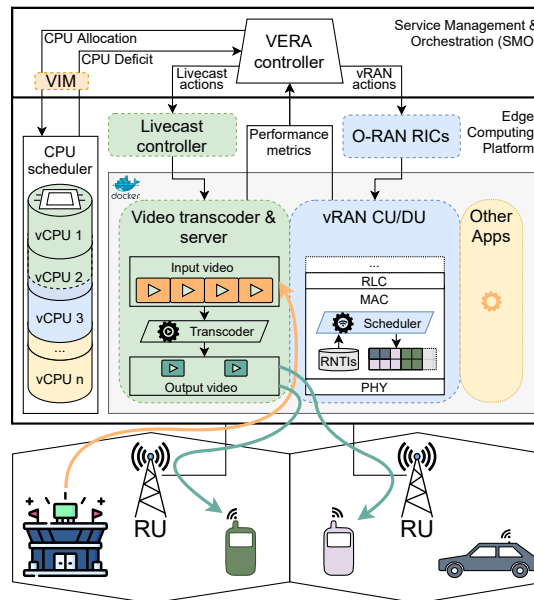 CPU Allocation
CPU Deficit
VIM
VERA
controller
Service Management &
Orchestration (SMO)
Livecast
actions
vRAN
actions
Livecast
controller
Performance
metrics
O-RAN RICs
Edge
Computing
Platform
CPU
scheduler
vCPU 1
vCPU 2
vCPU 3
...
vCPU n
docker
Video transcoder &
server
Input video
Transcoder
Output video
vRAN CU/DU
...
RLC
MAC
Scheduler
RNTIs
PHY
Other
Apps
RU
RU